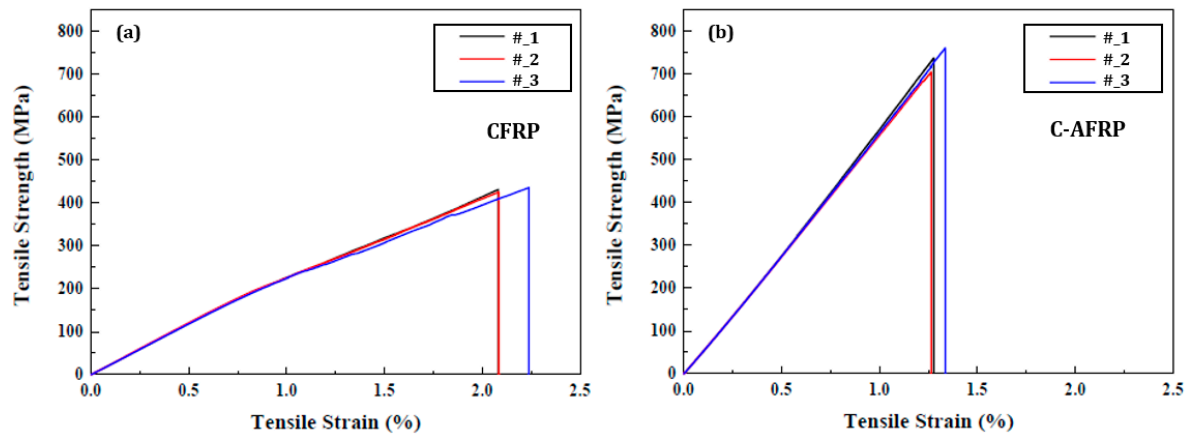 (a)
#_1
#_2
#_3
CFRP
800
700
600
500
400
300
200
100
0
Tensile Strength (MPa)
0.0 0.5 1.0 1.5 2.0 2.5
Tensile Strain (%)
(b)
#_1
#_2
#_3
C-AFRP
800
700
600
500
400
300
200
100
0
Tensile Strength (MPa)
0.0 0.5 1.0 1.5 2.0 2.5
Tensile Strain (%)